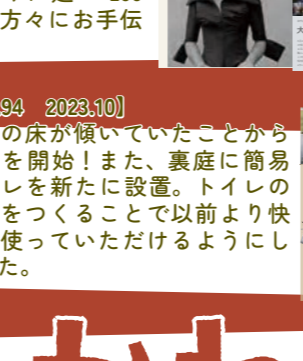 方々にお手伝
94 2023.10】
の床が傾いていたことから
を開始！また、裏庭に簡易
レを新たに設置。トイレの
をつくることで以前より快
使っていただけるようにし
た。